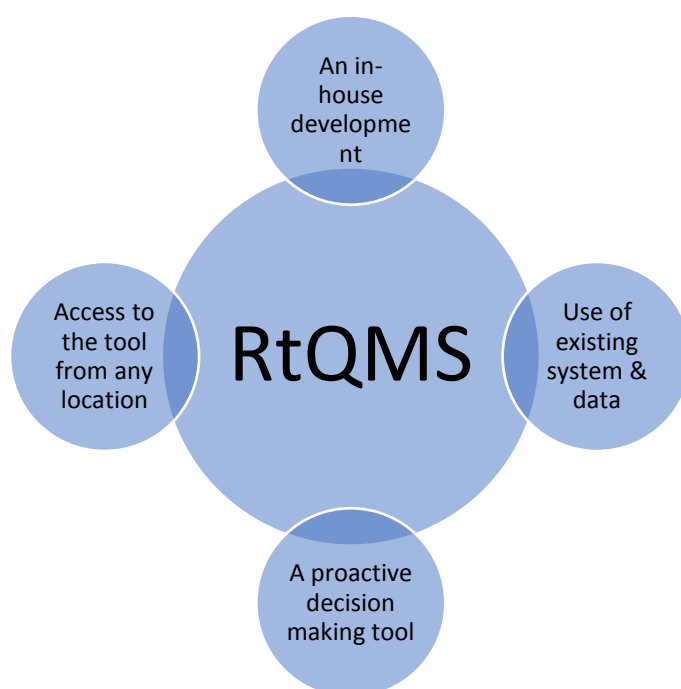 An in-
house
developme
nt
Access to
the tool
from any
location
RtQMS
Use of
existing
system &
data
A proactive
decision
making tool